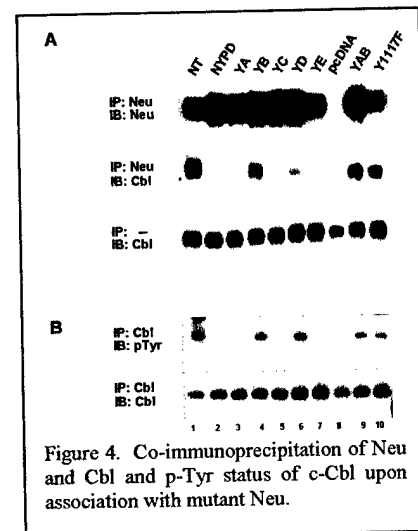 A
NT NYPD YA YB YC YD YE pcDNA YAB Y1117F
IP: Neu
IB: Neu
IP: Neu
IB: Cbl
IP: –
IB: Cbl
B
IP: Cbl
IB: pTyr
IP: Cbl
IB: Cbl
1 2 3 4 5 6 7 8 9 10
Figure 4. Co-immunoprecipitation of Neu
and Cbl and p-Tyr status of c-Cbl upon
association with mutant Neu.